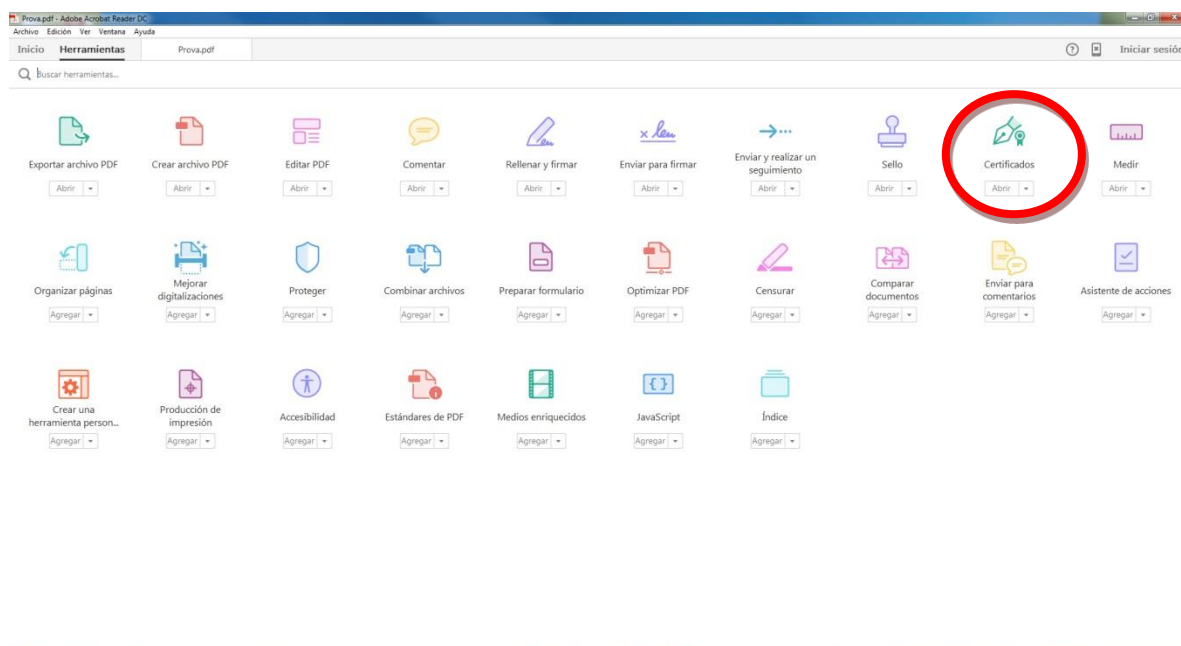 Prova.pdf - Adobe Acrobat Reader DC
Archivo Edición Ver Ventana Ayuda
Inicio Herramientas Prova.pdf Iniciar sesión
Buscar herramientas...
Exportar archivo PDF
Abrir
Crear archivo PDF
Abrir
Editar PDF
Abrir
Comentar
Abrir
Rellenar y firmar
Abrir
Enviar para firmar
Abrir
Enviar y realizar un
seguimiento
Abrir
Sello
Abrir
Certificados
Abrir
Medir
Abrir
Organizar páginas
Agregar
Mejorar
digitalizaciones
Agregar
Proteger
Agregar
Combinar archivos
Agregar
Preparar formulario
Agregar
Optimizar PDF
Agregar
Censurar
Agregar
Comparar
documentos
Agregar
Enviar para
comentarios
Agregar
Asistente de acciones
Agregar
Crear una
herramienta person...
Agregar
Producción de
impresión
Agregar
Accesibilidad
Agregar
Estándares de PDF
Agregar
Medios enriquecidos
Agregar
JavaScript
Agregar
Índice
Agregar